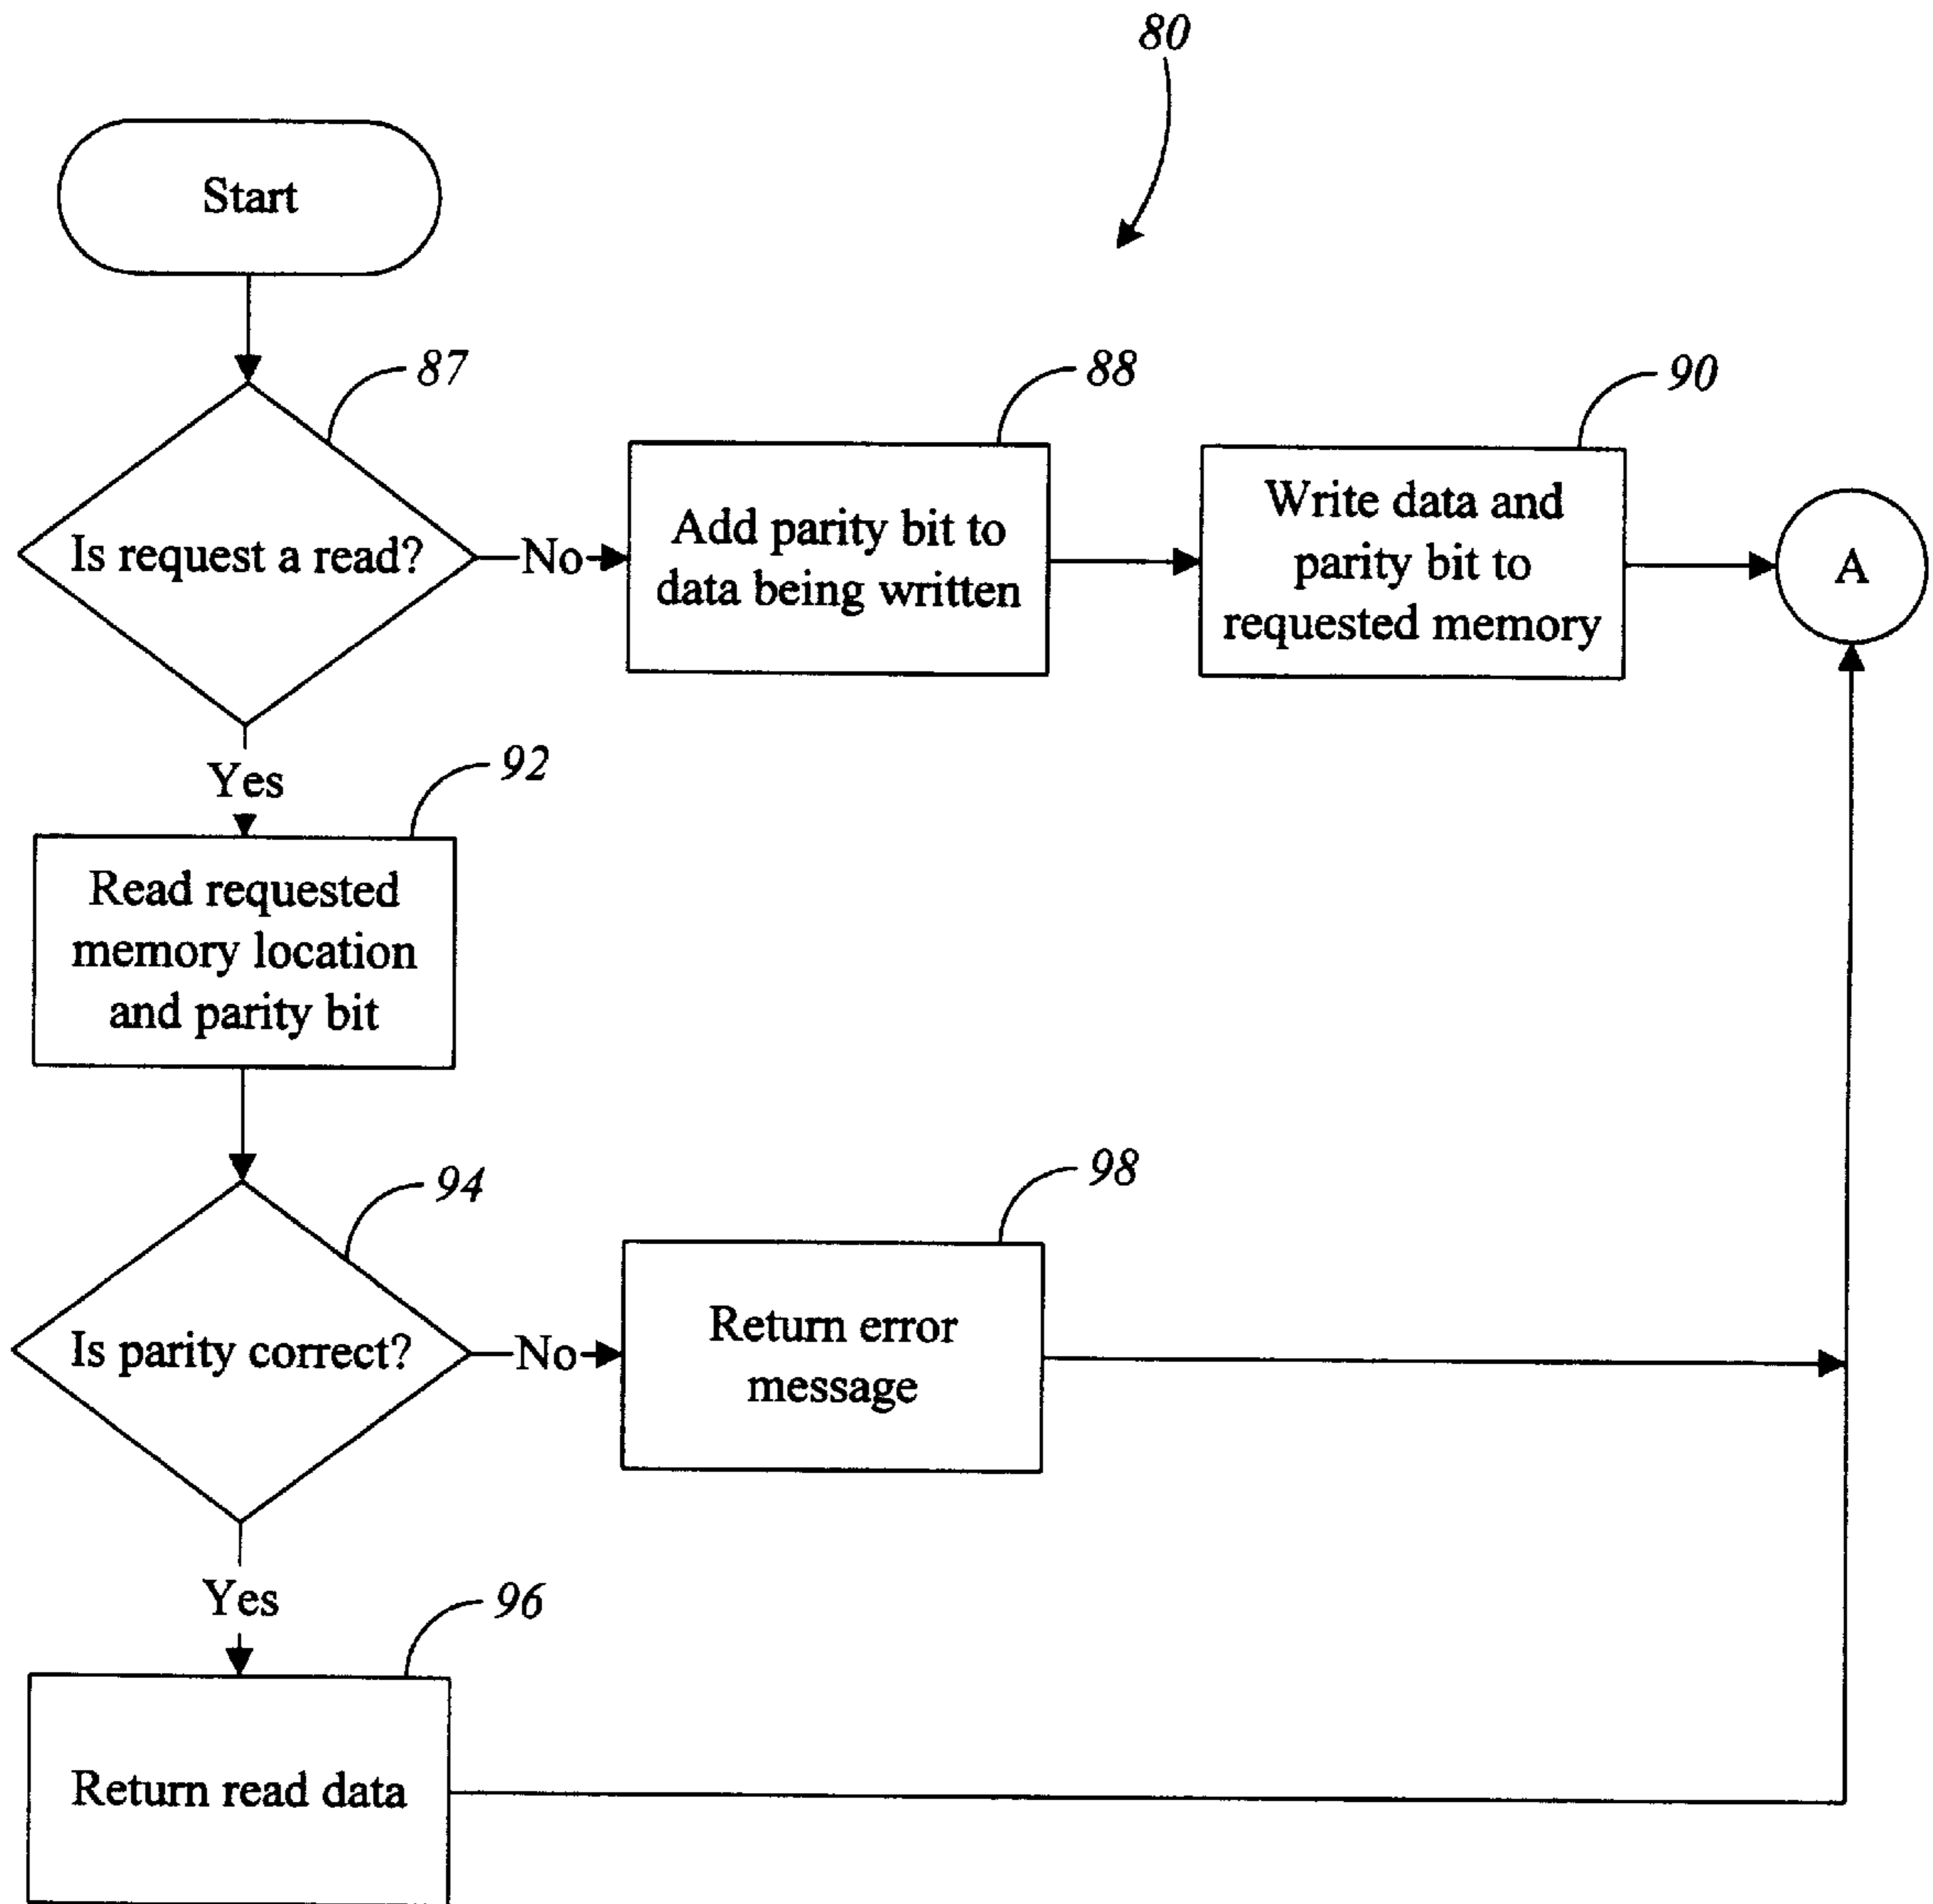 80
Start
87
88
90
Is request a read?
No
Add parity bit to
data being written
Write data and
parity bit to
requested memory
A
Yes
92
Read requested
memory location
and parity bit
94
98
Is parity correct?
No
Return error
message
Yes
96
Return read data